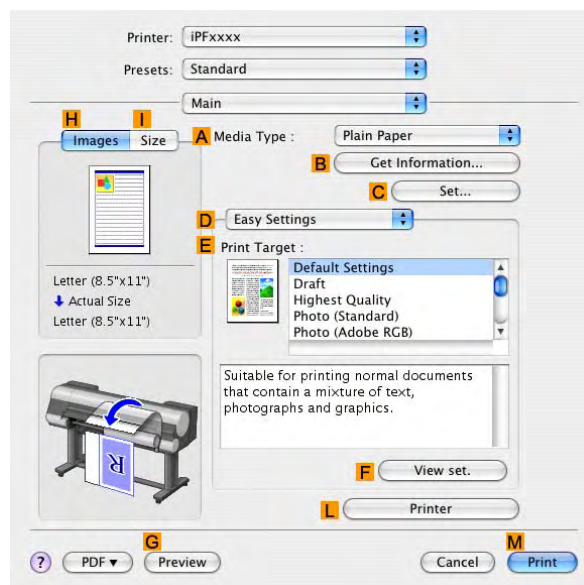 Printer: iPFxxxx
Presets: Standard
Main
H I
Images Size
A Media Type : Plain Paper
B Get Information...
C Set...
D Easy Settings
E Print Target :
Default Settings
Draft
Highest Quality
Photo (Standard)
Photo (Adobe RGB)
Letter (8.5"x11")
Actual Size
Letter (8.5"x11")
Suitable for printing normal documents
that contain a mixture of text,
photographs and graphics.
R
F View set.
L Printer
G M
? PDF Preview Cancel Print